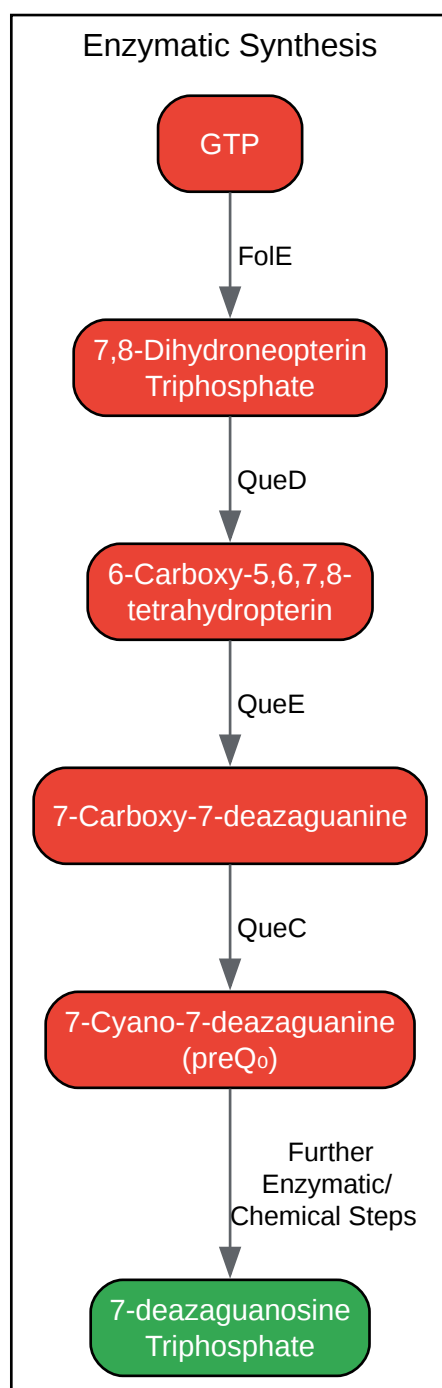 Enzymatic Synthesis
GTP
FolE
7,8-Dihydroneopterin
Triphosphate
QueD
6-Carboxy-5,6,7,8-
tetrahydropterin
QueE
7-Carboxy-7-deazaguanine
QueC
7-Cyano-7-deazaguanine
(preQ₀)
Further
Enzymatic/
Chemical Steps
7-deazaguanosine
Triphosphate